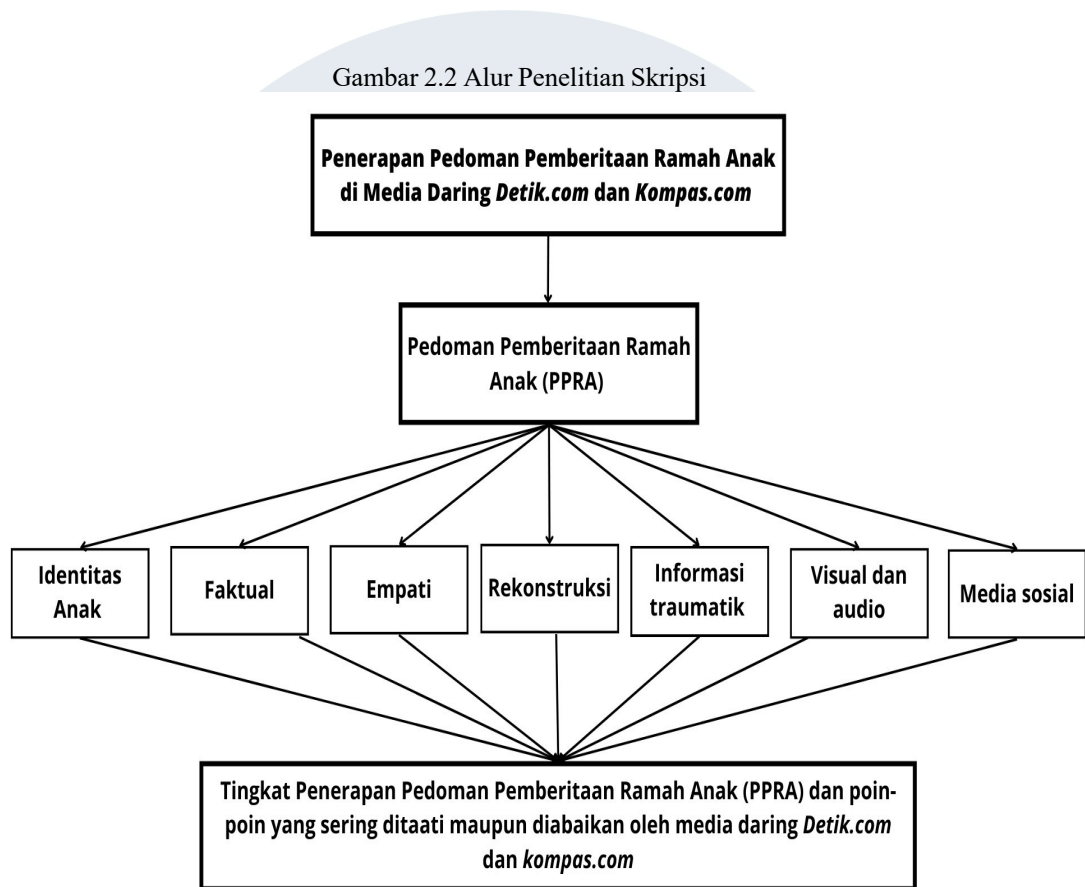 Gambar 2.2 Alur Penelitian Skripsi
Penerapan Pedoman Pemberitaan Ramah Anak
di Media Daring Detik.com dan Kompas.com
Pedoman Pemberitaan Ramah
Anak (PPRA)
Identitas
Anak
Faktual
Empati
Rekonstruksi
Informasi
traumatik
Visual dan
audio
Media sosial
Tingkat Penerapan Pedoman Pemberitaan Ramah Anak (PPRA) dan poin-
poin yang sering ditaati maupun diabaikan oleh media daring Detik.com
dan kompas.com